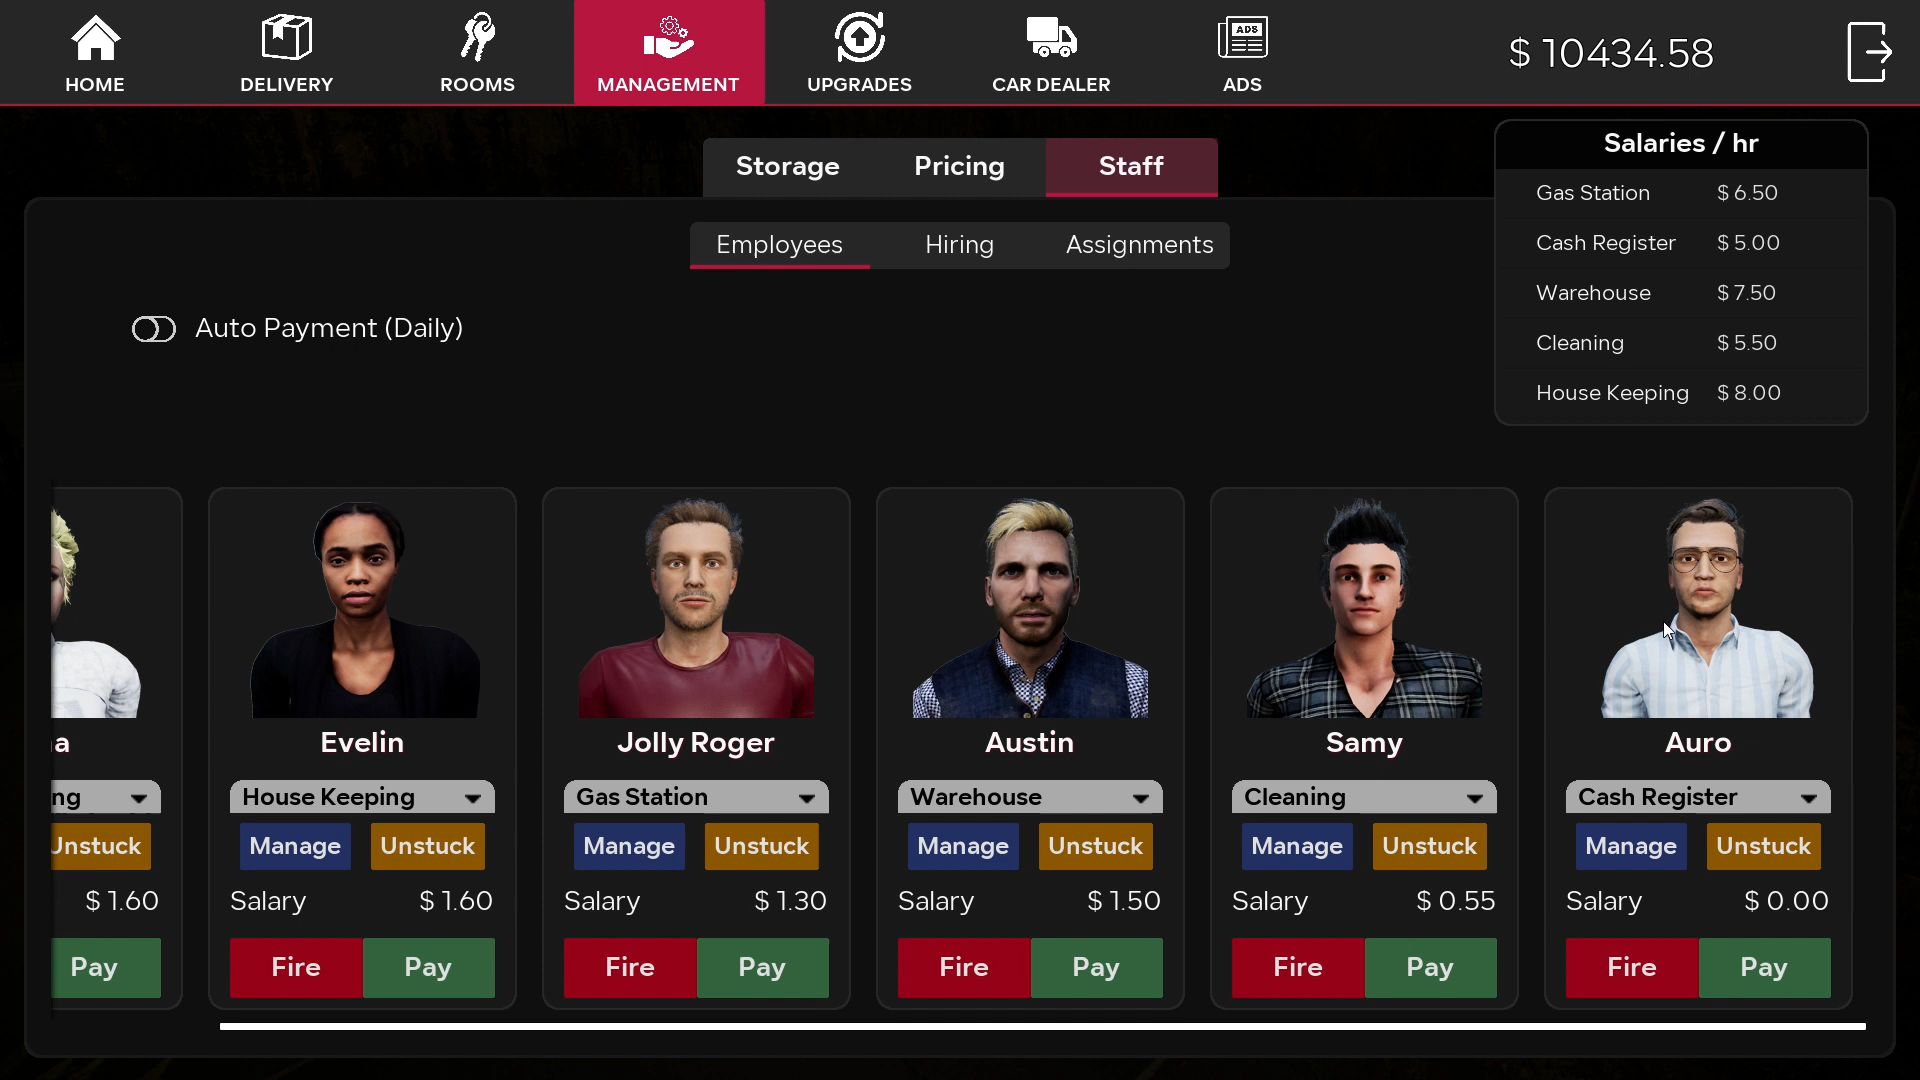 HOME
DELIVERY
ROOMS
MANAGEMENT
UPGRADES
CAR DEALER
ADS
ADS
$ 10434.58
Storage
Pricing
Staff
Employees
Hiring
Assignments
Auto Payment (Daily)
Salaries / hr
Gas Station $ 6.50
Cash Register $ 5.00
Warehouse $ 7.50
Cleaning $ 5.50
House Keeping $ 8.00
a
ng
Unstuck
$ 1.60
Pay
Evelin
House Keeping
Manage Unstuck
Salary $ 1.60
Fire Pay
Jolly Roger
Gas Station
Manage Unstuck
Salary $ 1.30
Fire Pay
Austin
Warehouse
Manage Unstuck
Salary $ 1.50
Fire Pay
Samy
Cleaning
Manage Unstuck
Salary $ 0.55
Fire Pay
Auro
Cash Register
Manage Unstuck
Salary $ 0.00
Fire Pay